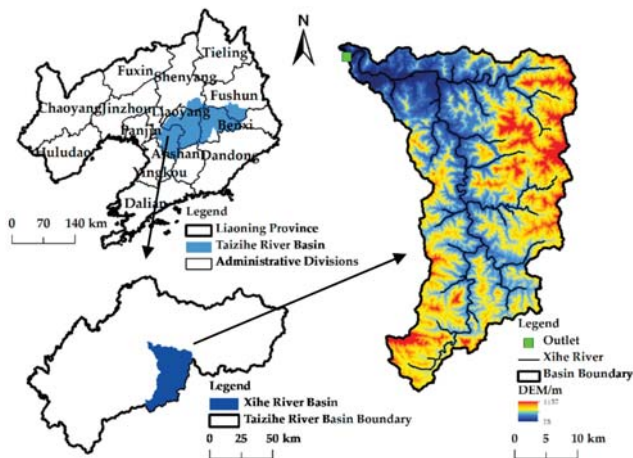 N
Tieling
Fuxin
Shenyang
Fushun
Chaoyang
Jinzhou
Liaoyang
Panjin
Benxi
Huludao
Anshan
Dandong
Yingkou
Dalian
0 70 140 km
Legend
Liaoning Province
Taizihe River Basin
Administrative Divisions
Legend
Xihe River Basin
Taizihe River Basin Boundary
0 25 50 km
Legend
Outlet
Xihe River
Basin Boundary
DEM/m
0 5 10 km